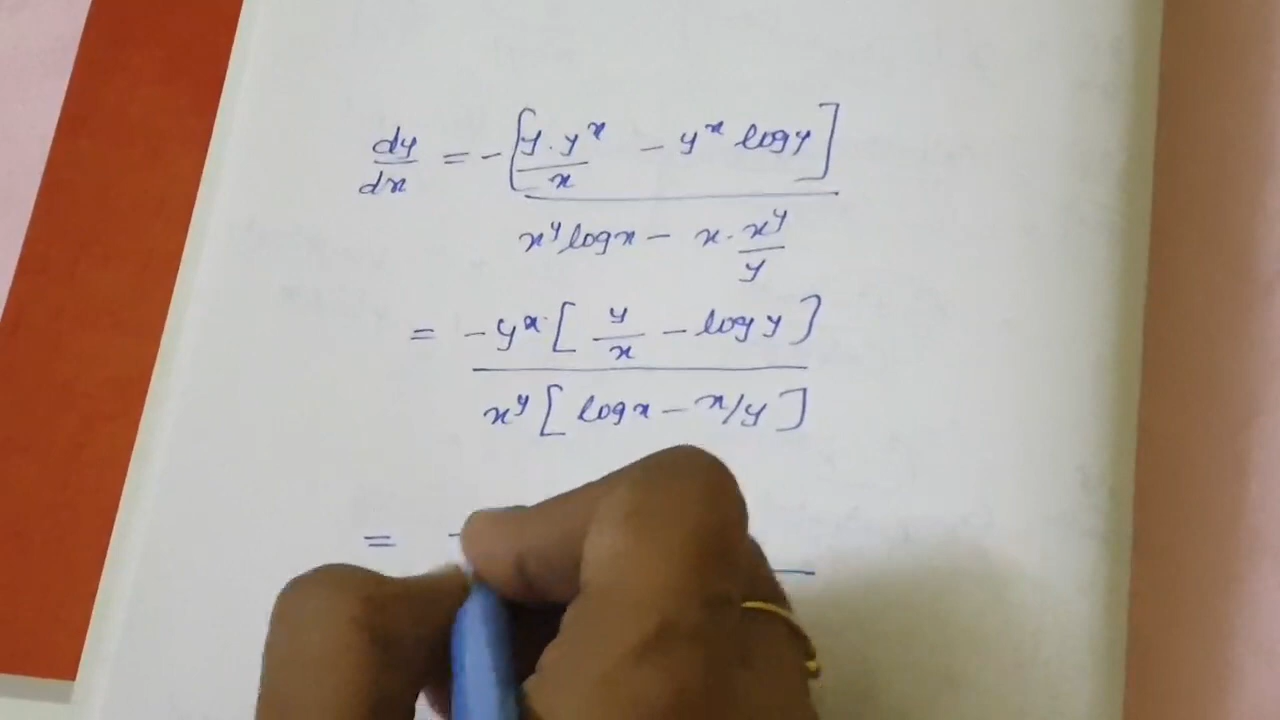 dy/dx = - [y . y^x / x - y^x log y] / x^y log x - x . x^y / y
= - y^x [ y/x - log y ] / x^y [ log x - x/y ]
= -